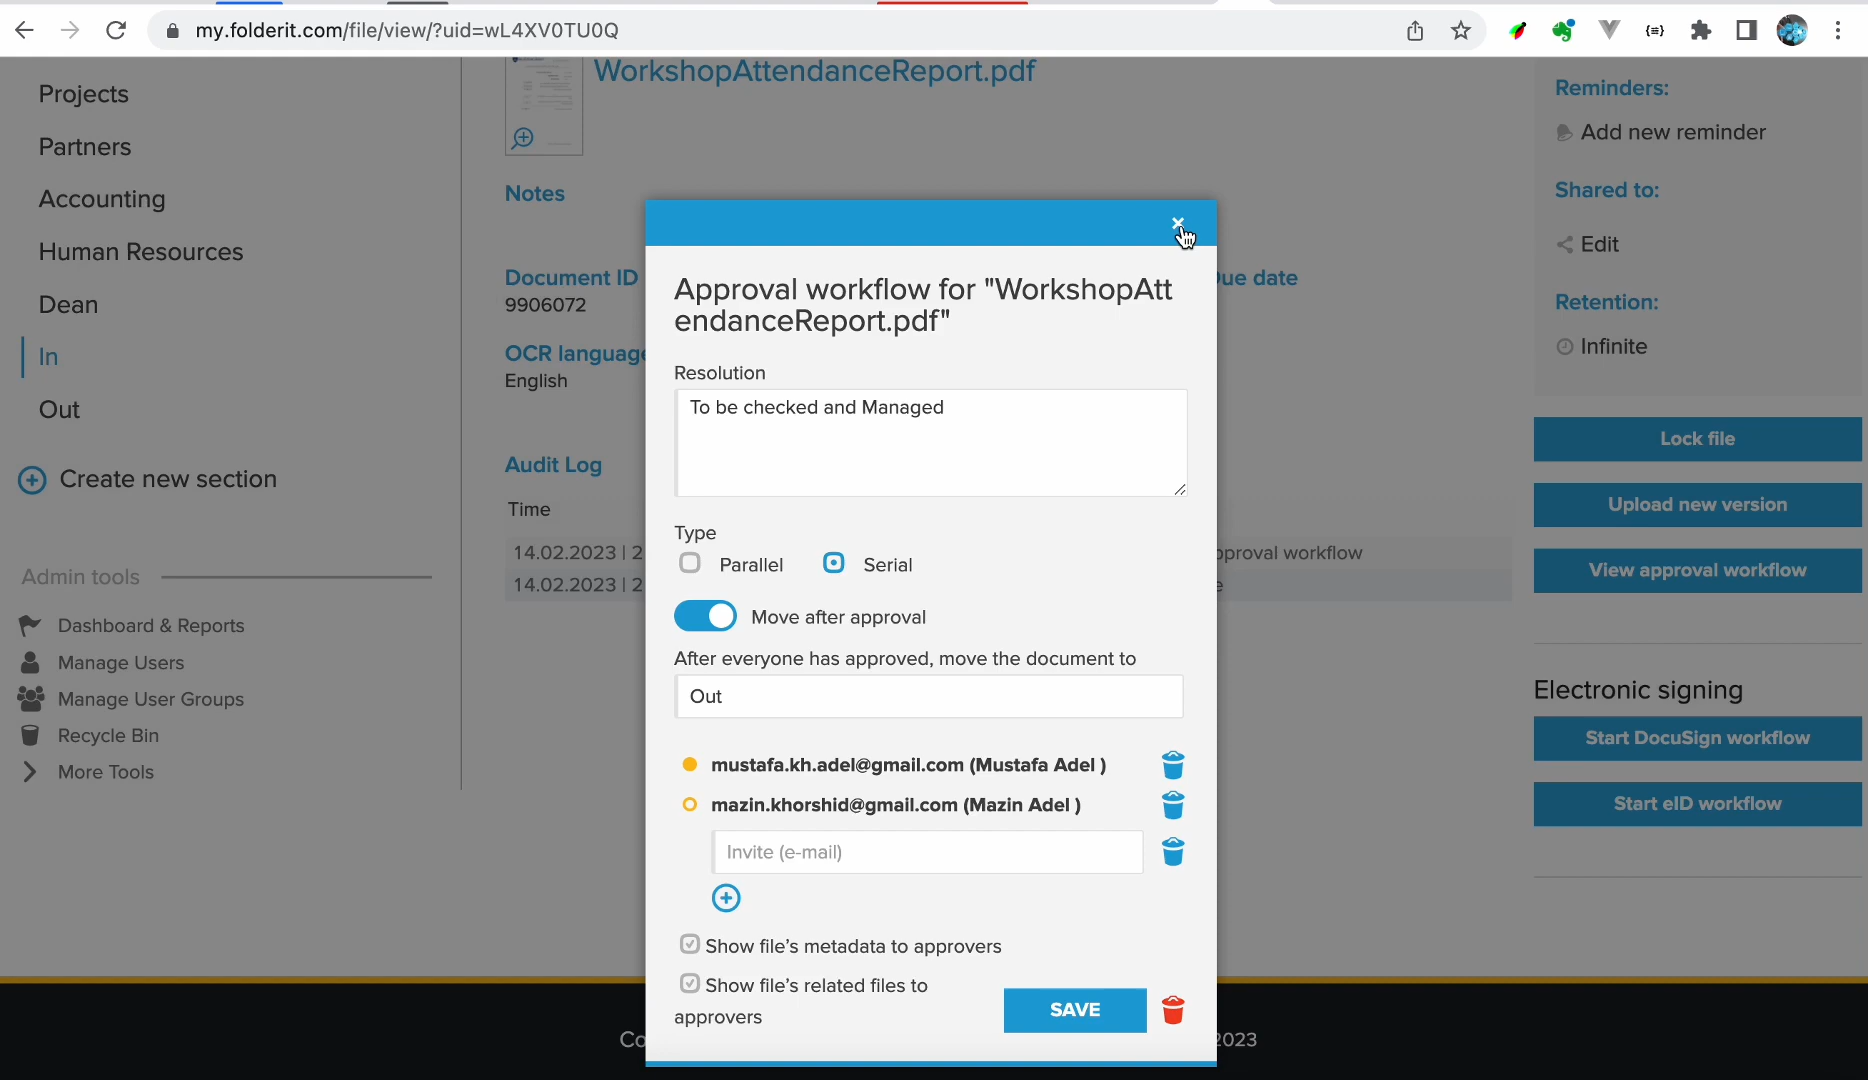 my.folderit.com/file/view/?uid=wL4XV0TU0Q
Projects
Partners
Accounting
Human Resources
Dean
In
Out
Create new section
Admin tools
Dashboard & Reports
Manage Users
Manage User Groups
Recycle Bin
More Tools
WorkshopAttendanceReport.pdf
Notes
Document ID
9906072
OCR language
English
Due date
Audit Log
Time
14.02.2023 | 2
pproval workflow
14.02.2023 | 2
e
Approval workflow for "WorkshopAtt
endanceReport.pdf"
Resolution
To be checked and Managed
Type
Parallel
Serial
Move after approval
After everyone has approved, move the document to
Out
mustafa.kh.adel@gmail.com (Mustafa Adel )
mazin.khorshid@gmail.com (Mazin Adel )
Invite (e-mail)
Show file's metadata to approvers
Show file's related files to
approvers
SAVE
Reminders:
Add new reminder
Shared to:
Edit
Retention:
Infinite
Lock file
Upload new version
View approval workflow
Electronic signing
Start DocuSign workflow
Start eID workflow
Co
2023